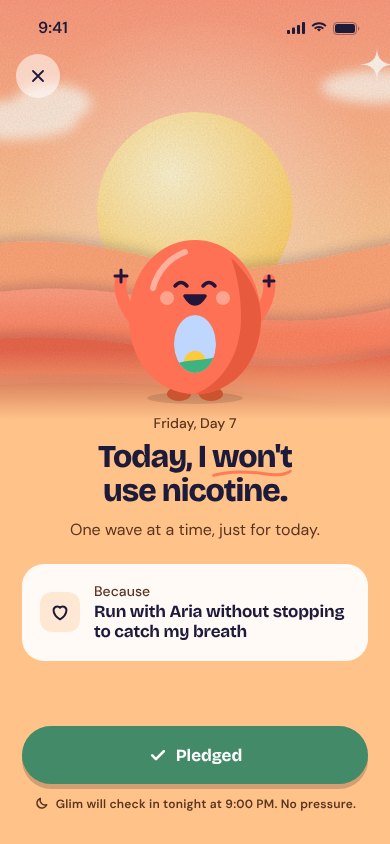 9:41
Friday, Day 7
Today, I won't
use nicotine.
One wave at a time, just for today.
Because
Run with Aria without stopping
to catch my breath
Pledged
Glim will check in tonight at 9:00 PM. No pressure.